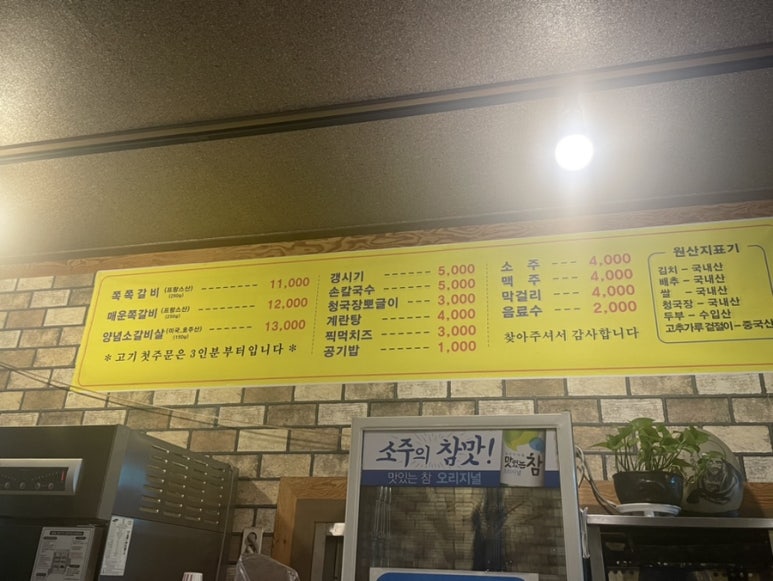 쪽쪽갈비 (프랑스산) (250g) 11,000
매운쪽갈비 (프랑스산) (250g) 12,000
양념소갈비살 (미국,호주산) (150g) 13,000
* 고기 첫주문은 3인분부터입니다 *
갱시기 ------ 5,000
손칼국수 ----- 5,000
청국장뽀글이 --- 3,000
계란탕 ------ 4,000
찍먹치즈 ----- 3,000
공기밥 ------ 1,000
소 주 ---- 4,000
맥 주 ---- 4,000
막걸리 ---- 4,000
음료수 ---- 2,000
찾아주셔서 감사합니다
원산지표기
김치 – 국내산
배추 – 국내산
쌀 – 국내산
청국장 – 국내산
두부 – 수입산
고추가루겉절이–중국산
소주의 참맛!
맛있는 참 오리지널
맛있는 참